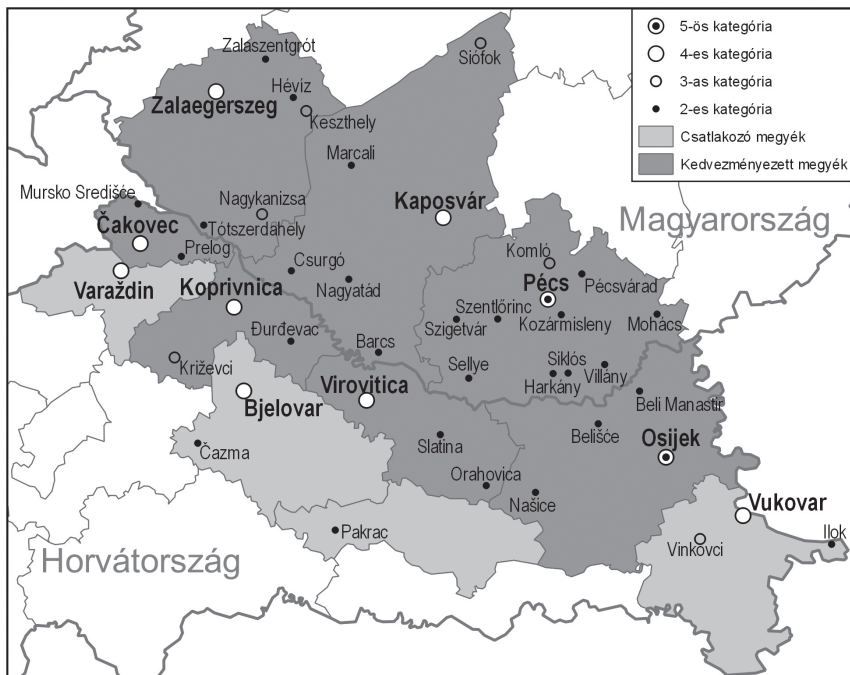 5-ös kategória
4-es kategória
3-as kategória
2-es kategória
Csatlakozó megyék
Kedvezményezett megyék
Siófok
Zalaszentgrót
Hévíz
Zalaegerszeg
Keszthely
Marcali
Mursko Središće
Nagykanizsa
Kaposvár
Magyarország
Čakovec
Tótszerdahely
Prelog
Komló
Csurgó
Pécsvárad
Varaždin
Koprivnica
Nagyatád
Pécs
Szentlőrinc
Szigetvár
Kozármisleny
Mohács
Đurđevac
Barcs
Križevci
Sellye
Siklós
Villány
Harkány
Virovitica
Bjelovar
Beli Manastir
Belišće
Osijek
Slatina
Čazma
Orahovica
Našice
Vukovar
Pakrac
Ilok
Vinkovci
Horvátország